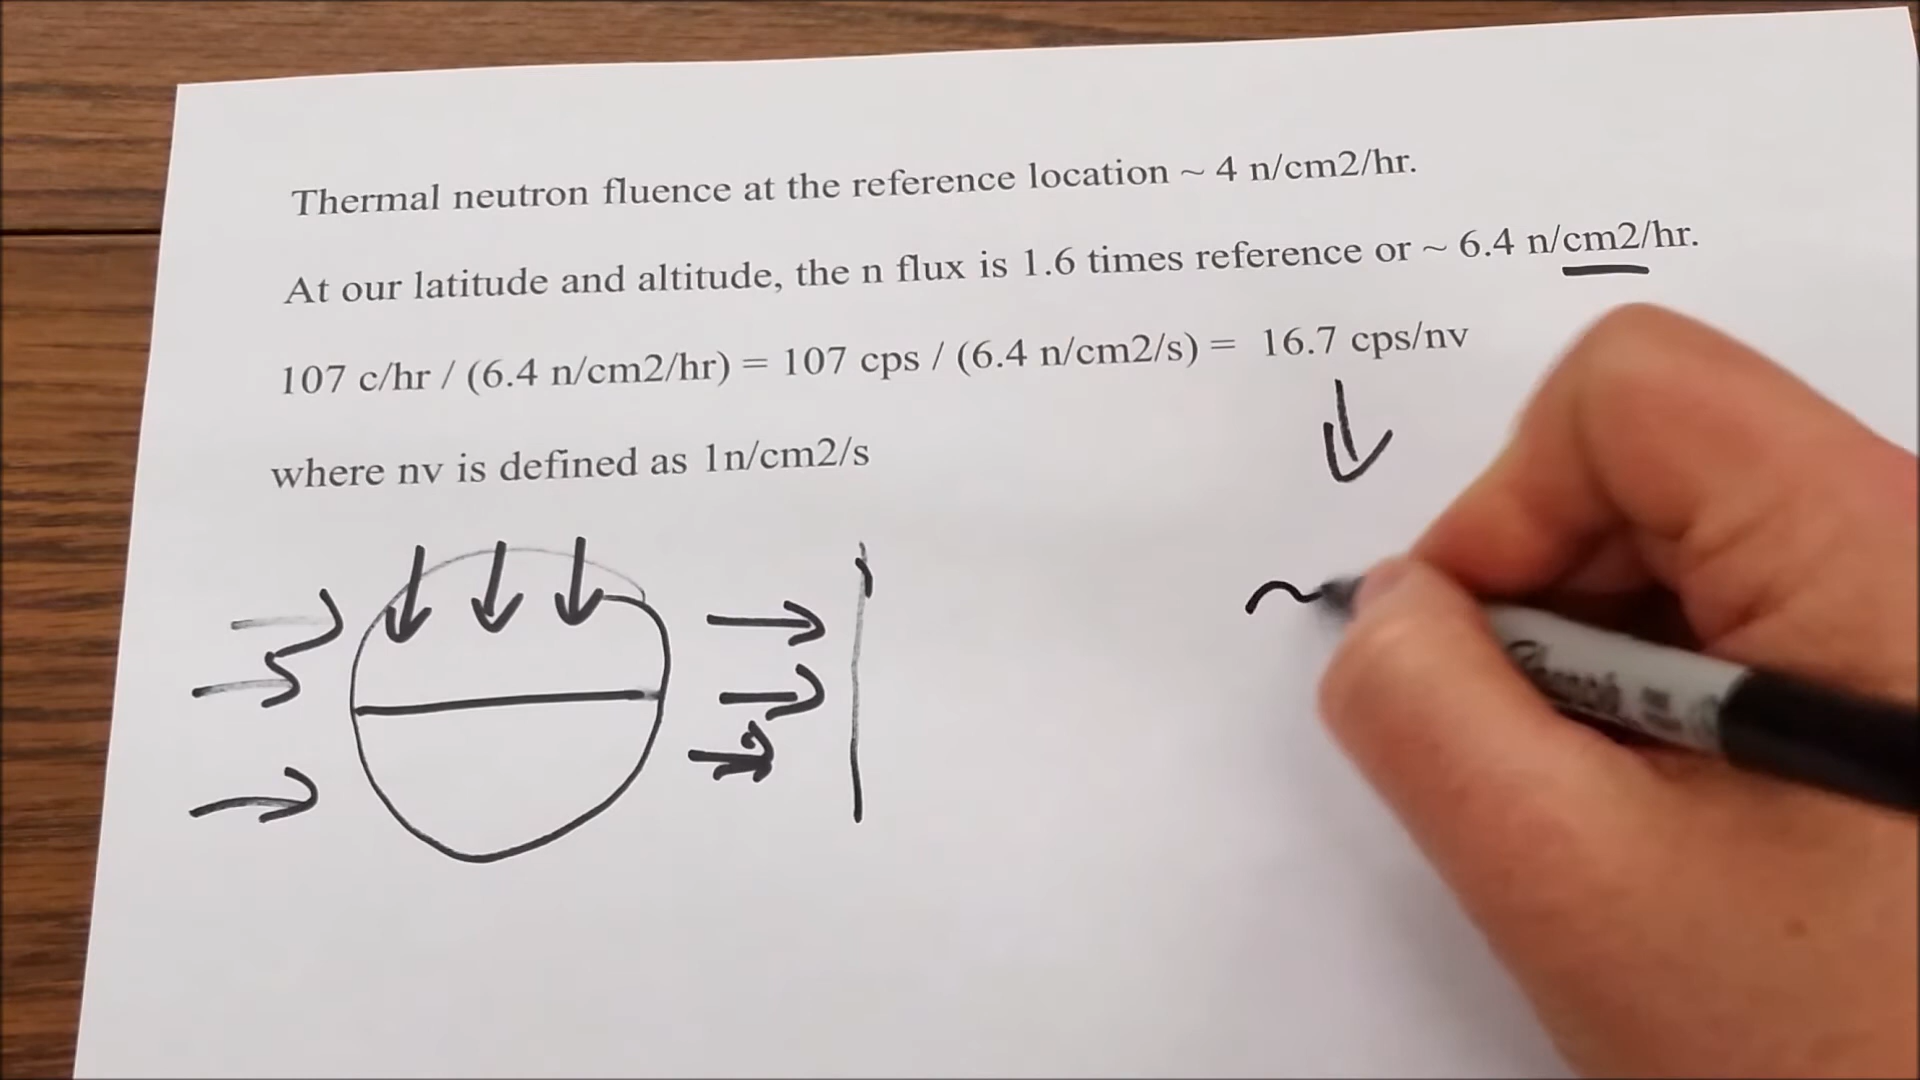 Thermal neutron fluence at the reference location ~ 4 n/cm2/hr.
At our latitude and altitude, the n flux is 1.6 times reference or ~ 6.4 n/cm2/hr.
107 c/hr / (6.4 n/cm2/hr) = 107 cps / (6.4 n/cm2/s) = 16.7 cps/nv
where nv is defined as 1n/cm2/s
~
Sharpie